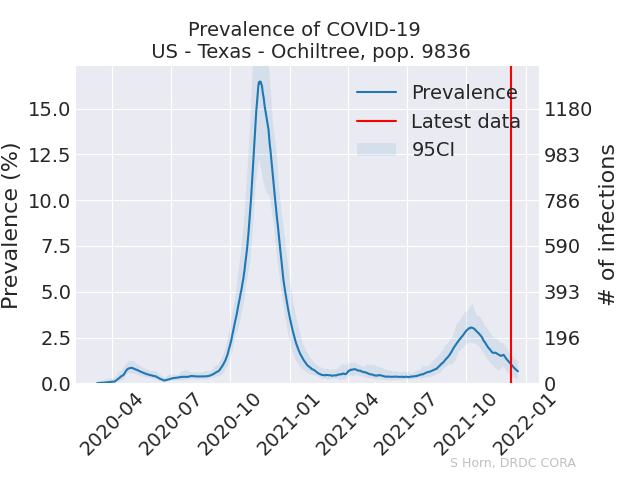 Prevalence of COVID-19
US - Texas - Ochiltree, pop. 9836
Prevalence
Latest data
95CI
Prevalence (%)
15.0
12.5
10.0
7.5
5.0
2.5
0.0
1180
983
786
590
393
196
0
# of infections
2020-04
2020-07
2020-10
2021-01
2021-04
2021-07
2021-10
2022-01
S Horn, DRDC CORA